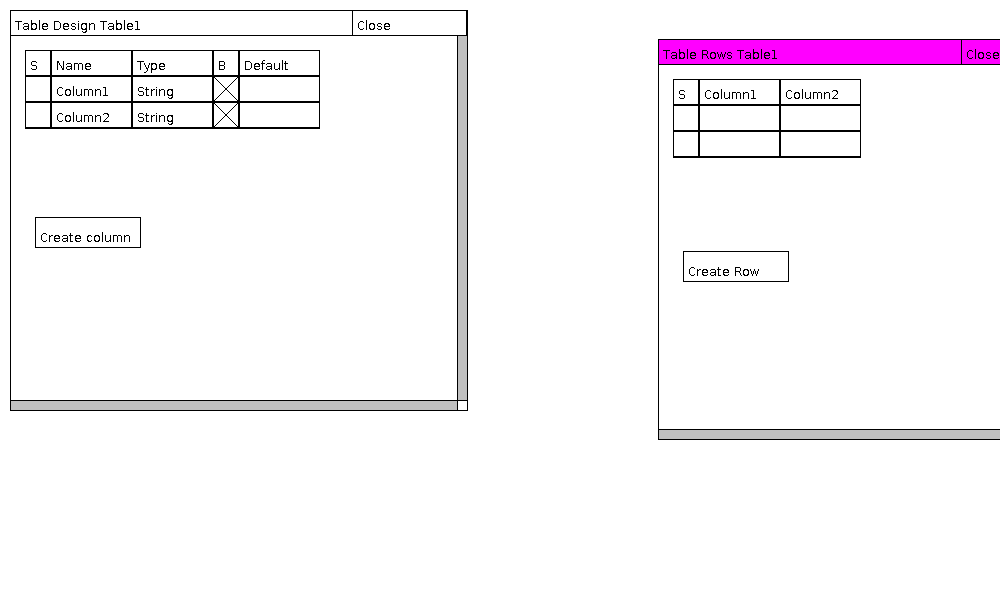 Table Design Table1 Close
S Name Type B Default
Column1 String
Column2 String
Create column
Table Rows Table1 Close
S Column1 Column2
Create Row